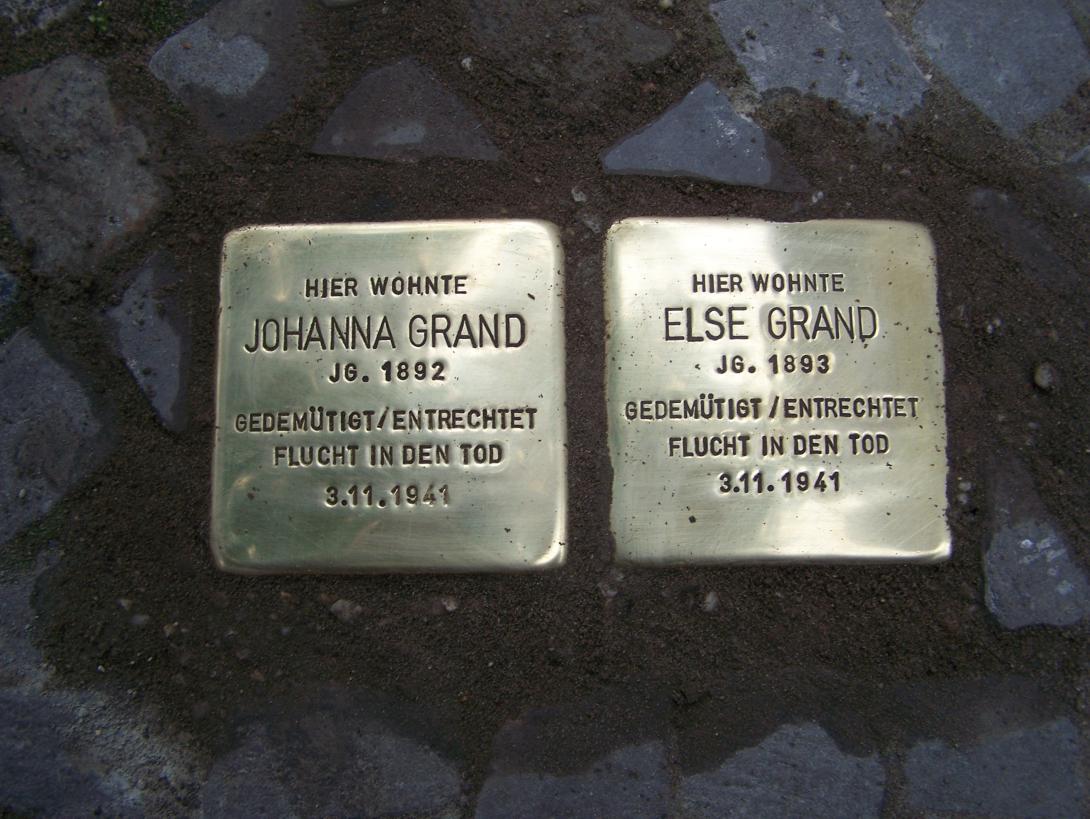 HIER WOHNTE
JOHANNA GRAND
JG. 1892
GEDEMÜTIGT/ENTRECHTET
FLUCHT IN DEN TOD
3.11.1941
HIER WOHNTE
ELSE GRAND
JG. 1893
GEDEMÜTIGT/ENTRECHTET
FLUCHT IN DEN TOD
3.11.1941